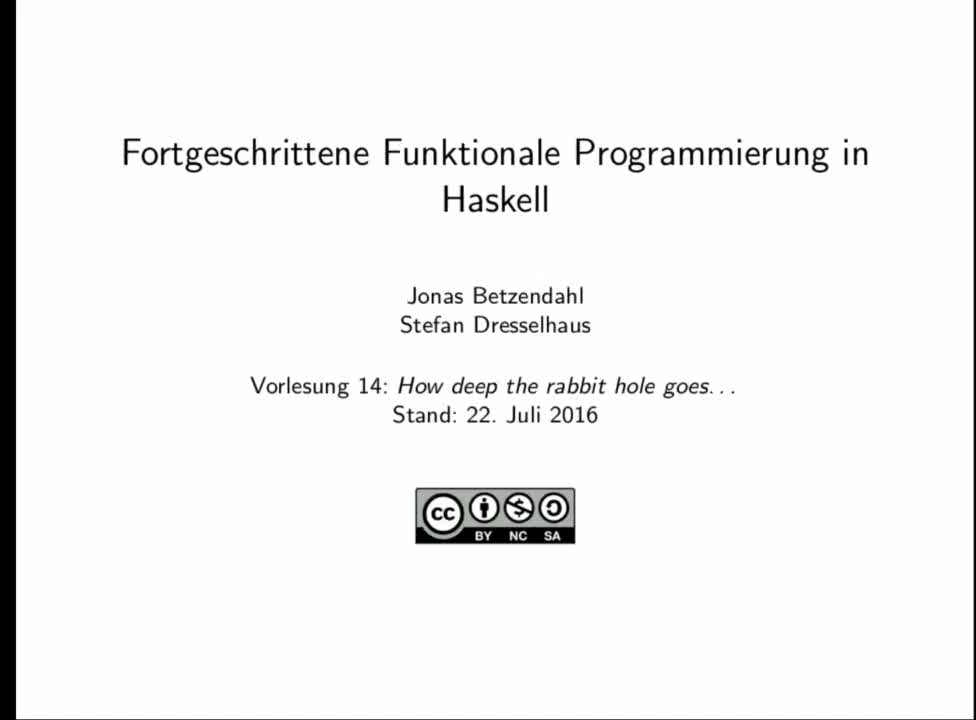 Fortgeschrittene Funktionale Programmierung in
Haskell
Jonas Betzendahl
Stefan Dresselhaus
Vorlesung 14: How deep the rabbit hole goes...
Stand: 22. Juli 2016
cc
BY NC SA